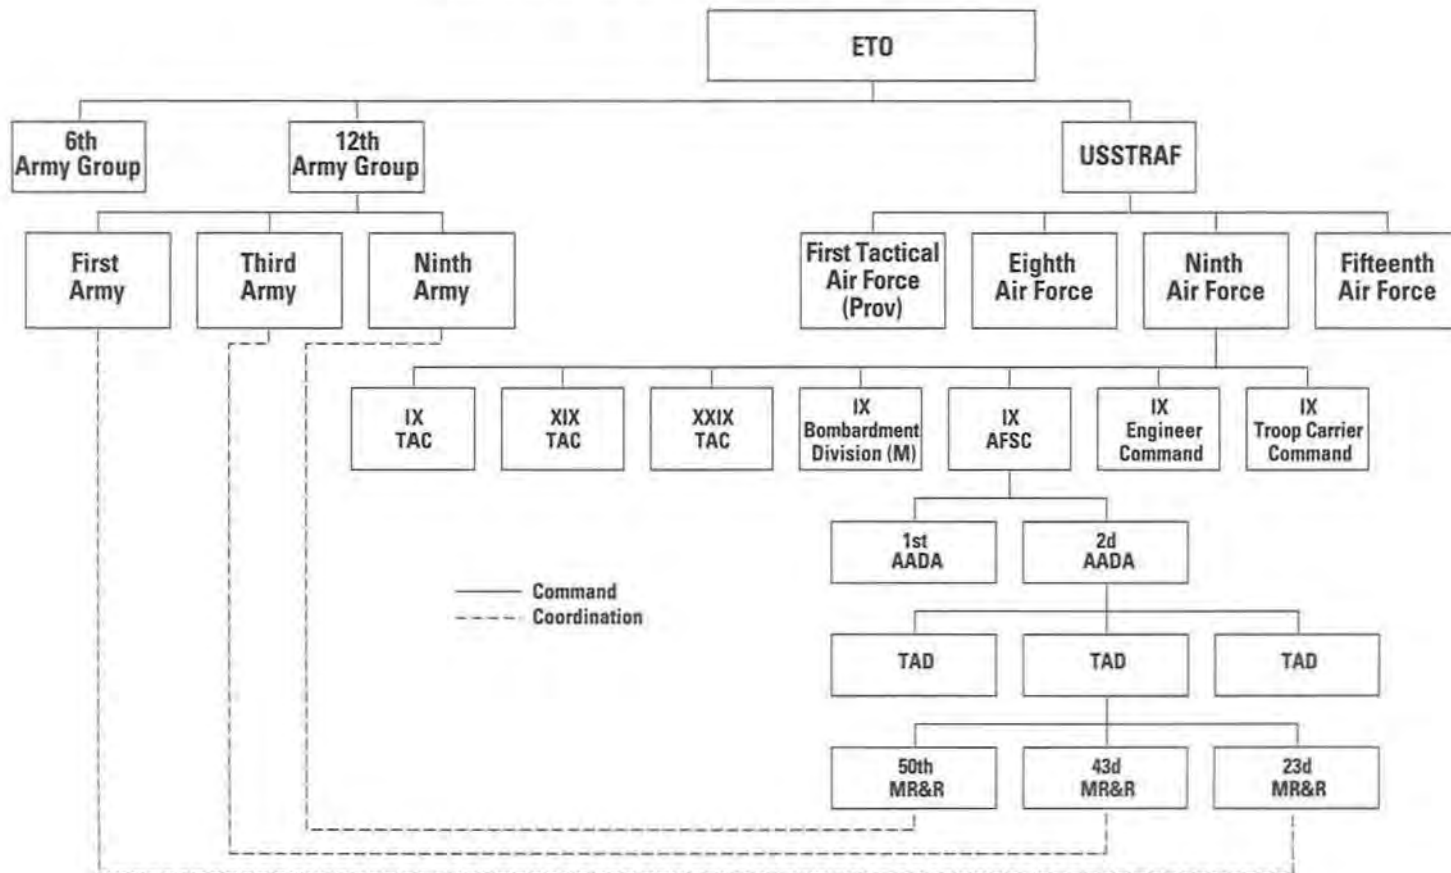 ETO
6th
Army Group
12th
Army Group
USSTRAF
First
Army
Third
Army
Ninth
Army
First Tactical
Air Force
(Prov)
Eighth
Air Force
Ninth
Air Force
Fifteenth
Air Force
IX
TAC
XIX
TAC
XXIX
TAC
IX
Bombardment
Division (M)
IX
AFSC
IX
Engineer
Command
IX
Troop Carrier
Command
1st
AADA
2d
AADA
Command
Coordination
TAD
TAD
TAD
50th
MR&R
43d
MR&R
23d
MR&R